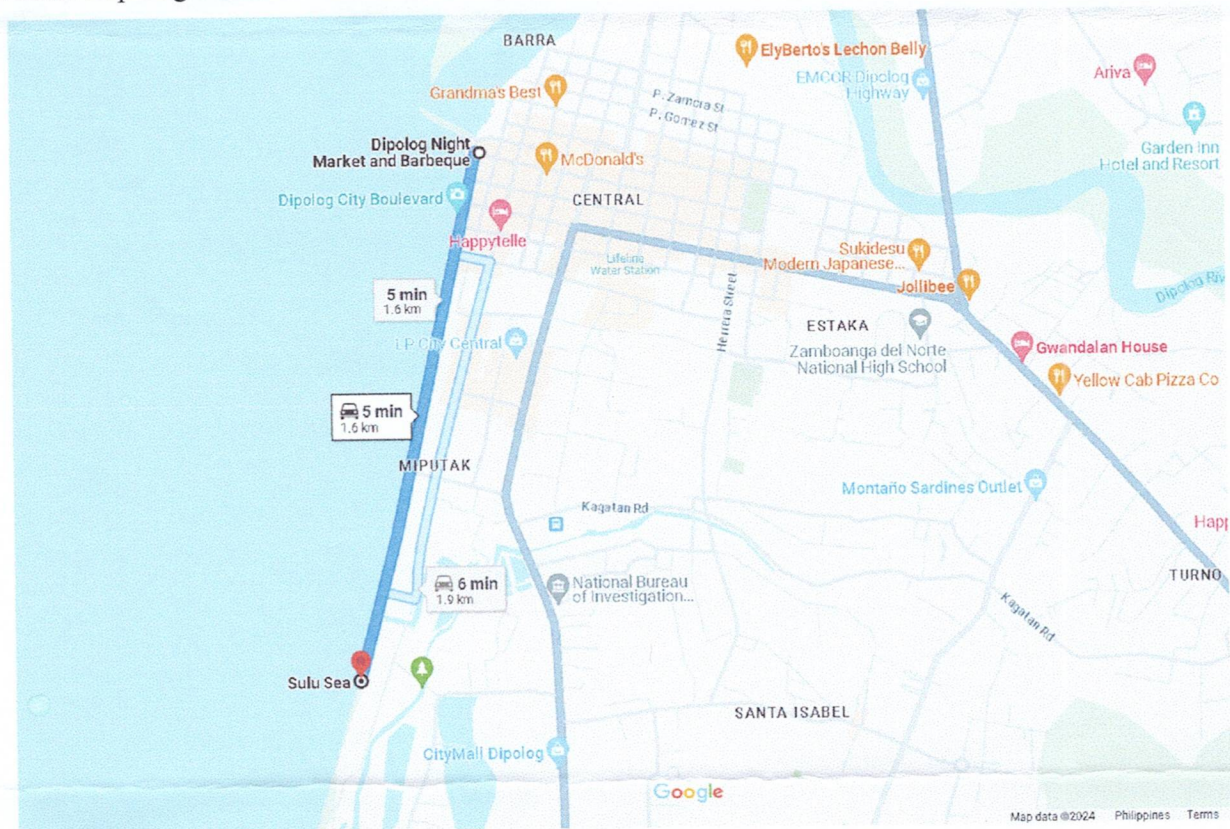 BARRA
ElyBerto's Lechon Belly
EMCOR Dipolog
Highway
Ariva
Grandma's Best
P. Zamora St
P. Gomez St
Dipolog Night
Market and Barbeque
McDonald's
Garden Inn
Hotel and Resort
Dipolog City Boulevard
CENTRAL
Happytelle
Lifeline
Water Station
Sukidesu
Modern Japanese...
Jollibee
Dipolog Riv
5 min
1.6 km
Herrera Street
ESTAKA
LP City Central
Zamboanga del Norte
National High School
Gwandalan House
Yellow Cab Pizza Co
5 min
1.6 km
MIPUTAK
Montaño Sardines Outlet
Kagatan Rd
Happ
6 min
1.9 km
National Bureau
of Investigation...
TURNO
Kagatan Rd
Sulu Sea
SANTA ISABEL
CityMall Dipolog
Google
Map data ©2024 Philippines Terms